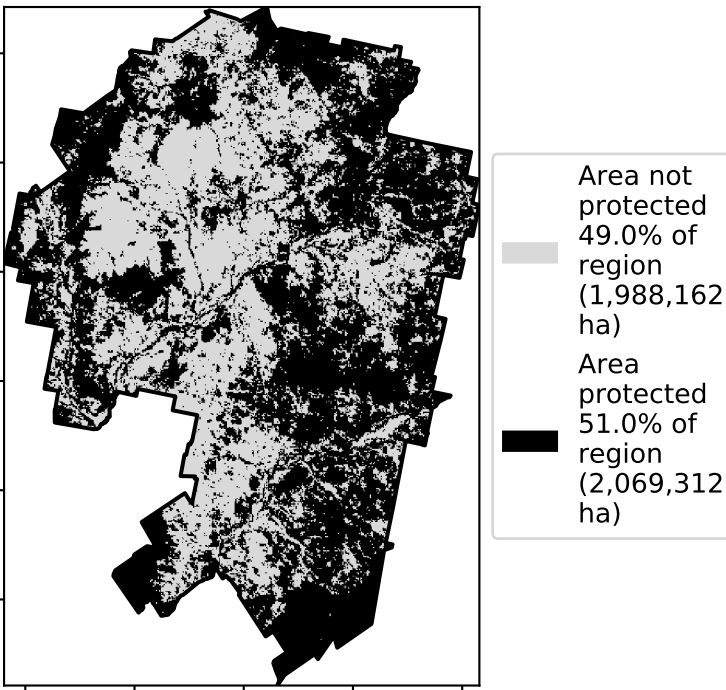 Area not
protected
49.0% of
region
(1,988,162
ha)
Area
protected
51.0% of
region
(2,069,312
ha)